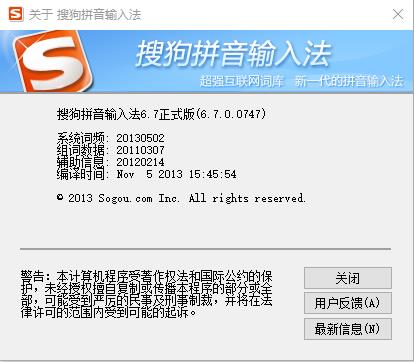 关于 搜狗拼音输入法
搜狗拼音输入法
超强互联网词库 新一代的拼音输入法
搜狗拼音输入法6.7正式版(6.7.0.0747)
系统词频: 20130502
组词数据: 20110307
辅助信息: 20120214
编译时间: Nov  5 2013 15:45:54
© 2013 Sogou.com Inc. All rights reserved.
警告：本计算机程序受著作权法和国际公约的保
护，未经授权擅自复制或传播本程序的部分或全
部，可能受到严厉的民事及刑事制裁，并将在法
律许可的范围内受到可能的起诉。
关闭
用户反馈(A)
最新信息(N)